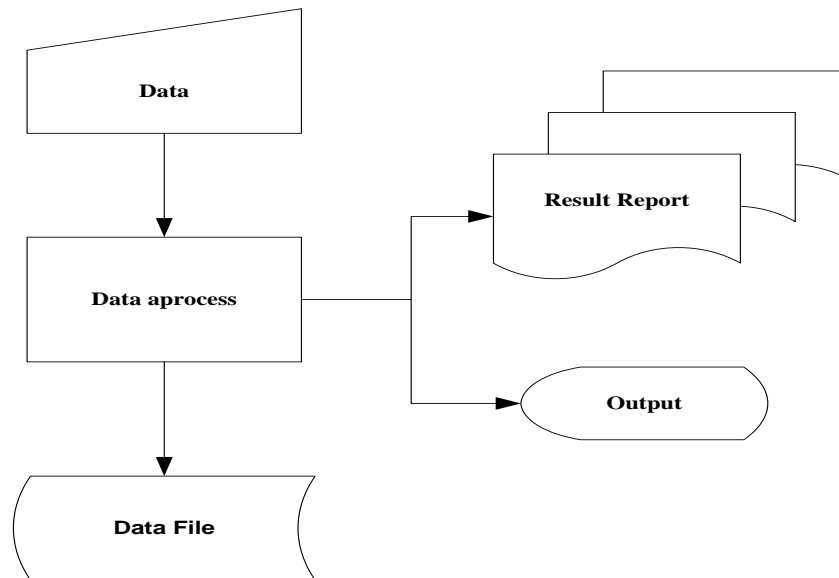 Data
Result Report
Data aprocess
Output
Data File